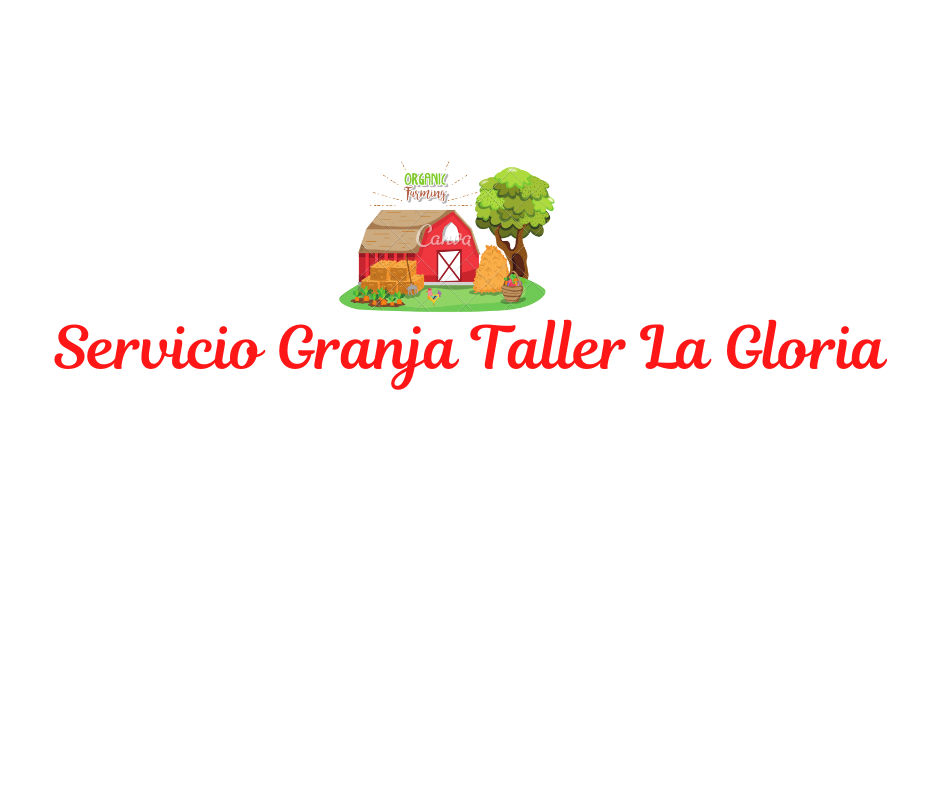 ORGANIC
Farming
Canva
Servicio Granja Taller La Gloria